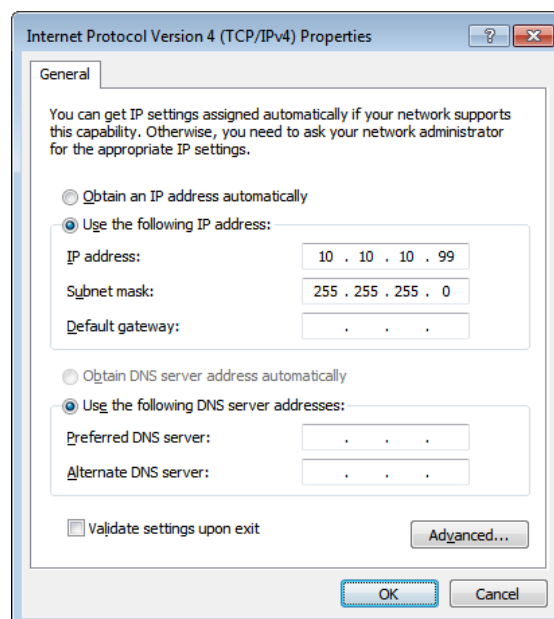 Internet Protocol Version 4 (TCP/IPv4) Properties
General
You can get IP settings assigned automatically if your network supports
this capability. Otherwise, you need to ask your network administrator
for the appropriate IP settings.
Obtain an IP address automatically
Use the following IP address:
IP address: 10 . 10 . 10 . 99
Subnet mask: 255 . 255 . 255 . 0
Default gateway: . . .
Obtain DNS server address automatically
Use the following DNS server addresses:
Preferred DNS server: . . .
Alternate DNS server: . . .
Validate settings upon exit
Advanced...
OK Cancel